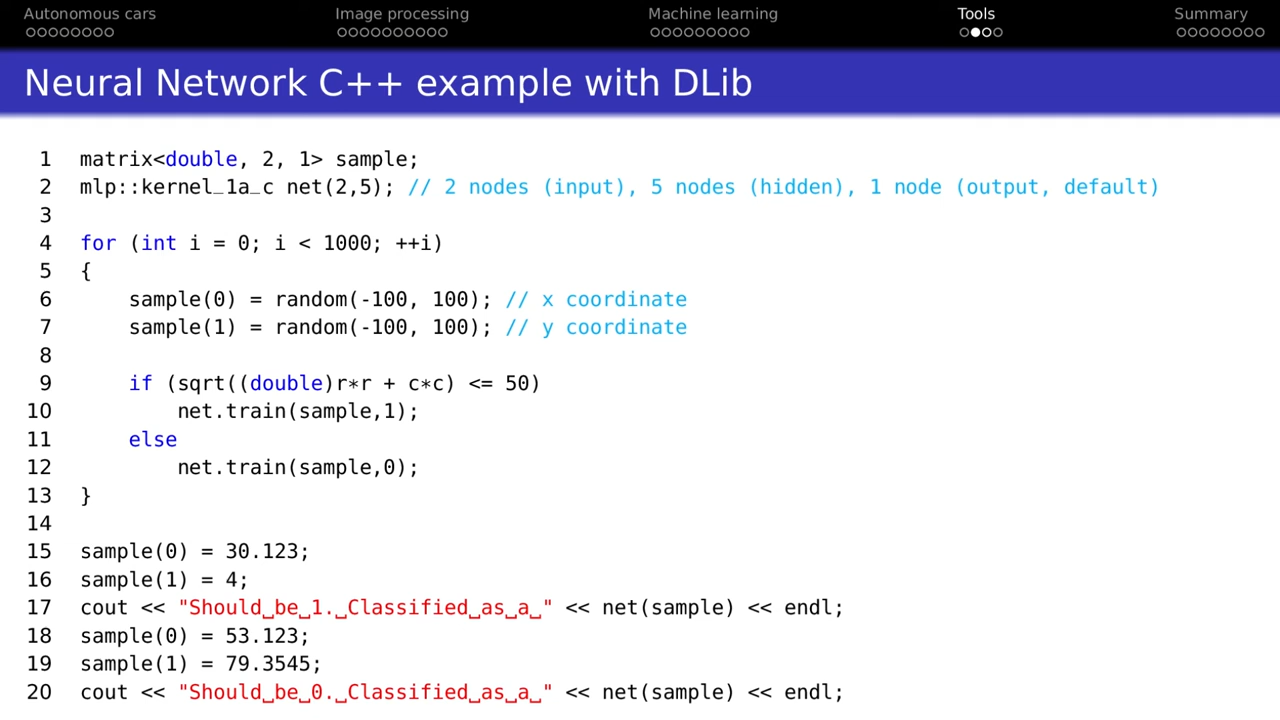 Autonomous cars Image processing Machine learning Tools Summary
Neural Network C++ example with DLib
1 matrix<double, 2, 1> sample;
2 mlp::kernel_1a_c net(2,5); // 2 nodes (input), 5 nodes (hidden), 1 node (output, default)
3
4 for (int i = 0; i < 1000; ++i)
5 {
6 sample(0) = random(-100, 100); // x coordinate
7 sample(1) = random(-100, 100); // y coordinate
8
9 if (sqrt((double)r*r + c*c) <= 50)
10 net.train(sample,1);
11 else
12 net.train(sample,0);
13 }
14
15 sample(0) = 30.123;
16 sample(1) = 4;
17 cout << "Should␣be␣1.␣Classified␣as␣a␣" << net(sample) << endl;
18 sample(0) = 53.123;
19 sample(1) = 79.3545;
20 cout << "Should␣be␣0.␣Classified␣as␣a␣" << net(sample) << endl;